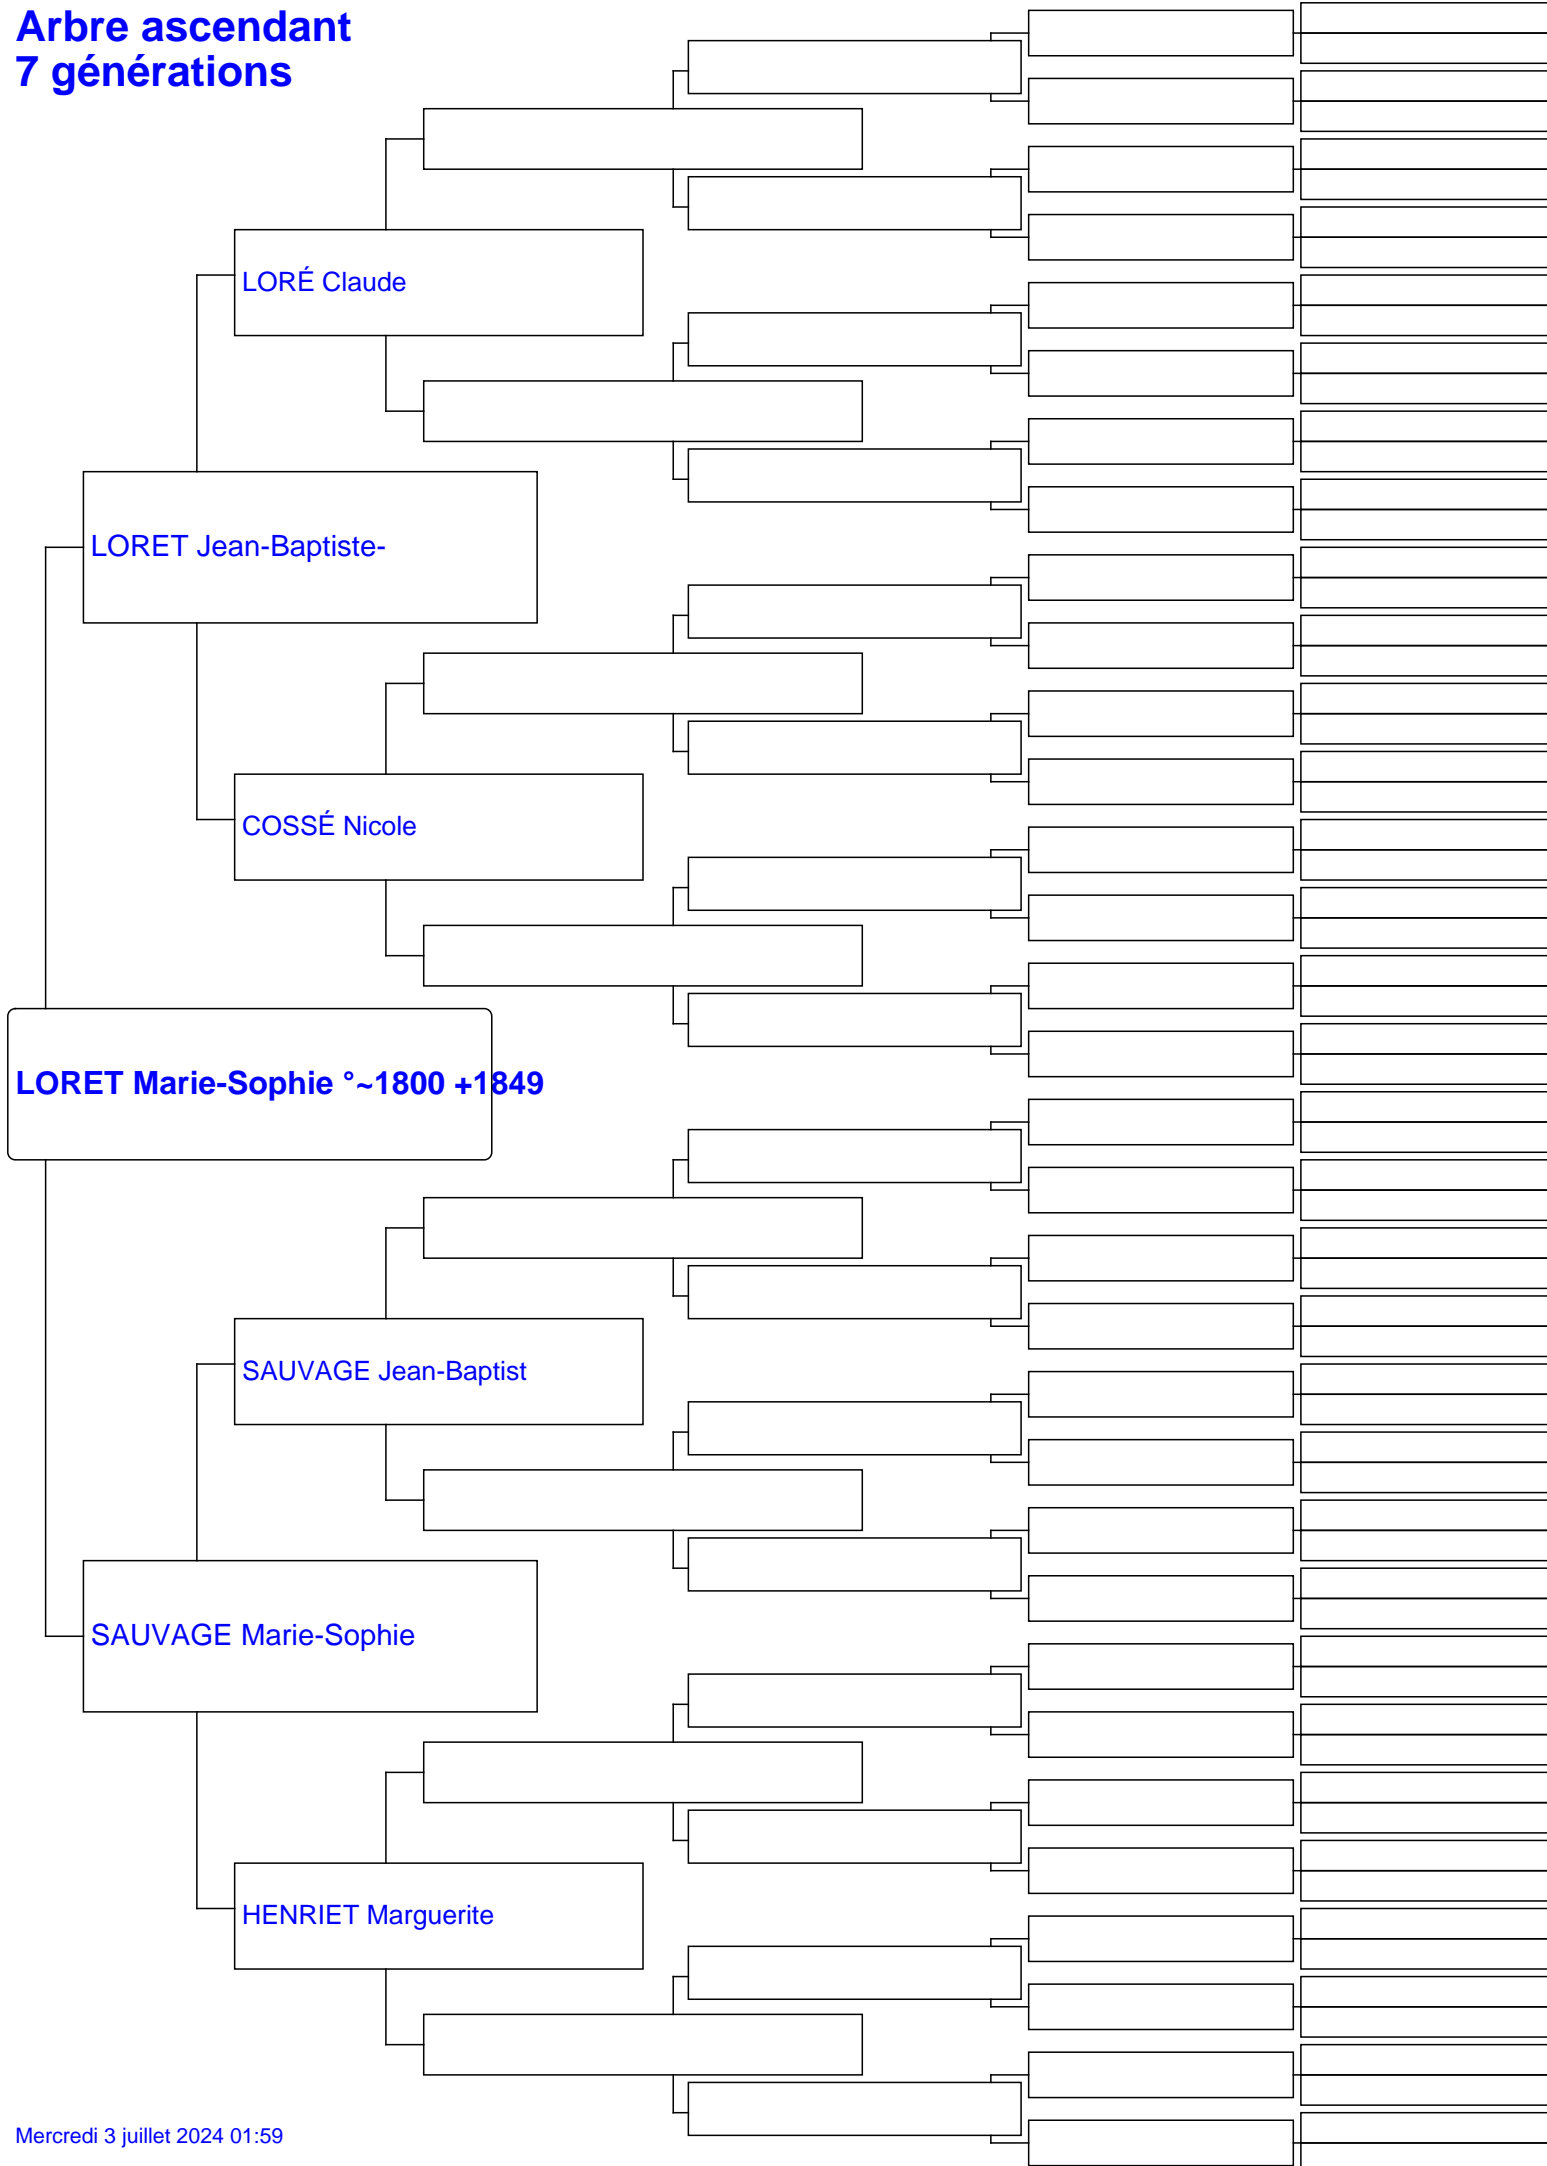 Arbre ascendant
7 générations
LORÉ Claude
LORET Jean-Baptiste-
COSSÉ Nicole
LORET Marie-Sophie °~1800 +1849
SAUVAGE Jean-Baptist
SAUVAGE Marie-Sophie
HENRIET Marguerite
Mercredi 3 juillet 2024 01:59